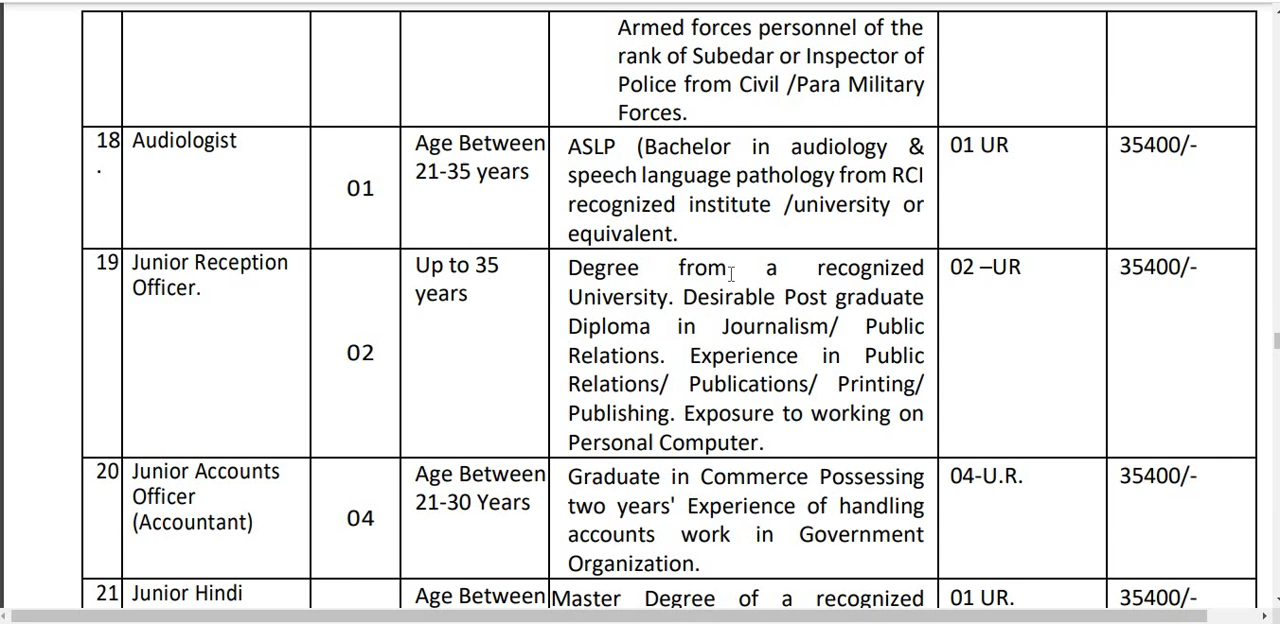 Armed forces personnel of the
rank of Subedar or Inspector of
Police from Civil /Para Military
Forces.
18
.
Audiologist
01
Age Between
21-35 years
ASLP (Bachelor in audiology &
speech language pathology from RCI
recognized institute /university or
equivalent.
01 UR
35400/-
19
Junior Reception
Officer.
02
Up to 35
years
Degree from a recognized
University. Desirable Post graduate
Diploma in Journalism/ Public
Relations. Experience in Public
Relations/ Publications/ Printing/
Publishing. Exposure to working on
Personal Computer.
02 –UR
35400/-
20
Junior Accounts
Officer
(Accountant)
04
Age Between
21-30 Years
Graduate in Commerce Possessing
two years' Experience of handling
accounts work in Government
Organization.
04-U.R.
35400/-
21
Junior Hindi
Age Between
Master Degree of a recognized
01 UR.
35400/-